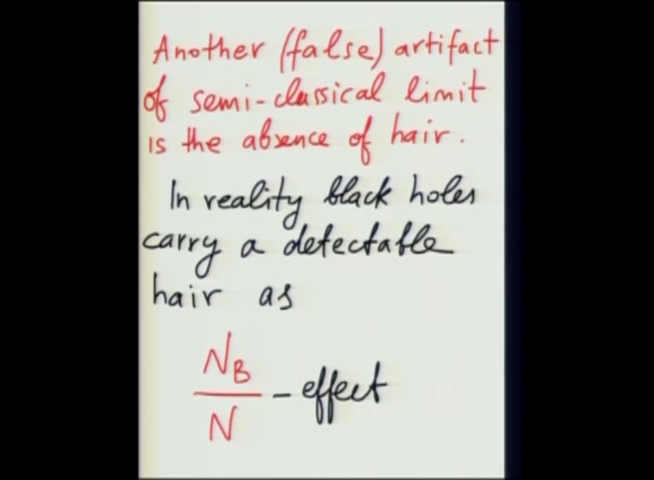 Another (false) artifact
of semi-classical limit
is the absence of hair.
In reality black holes
carry a detectable
hair as
N_B
N
- effect